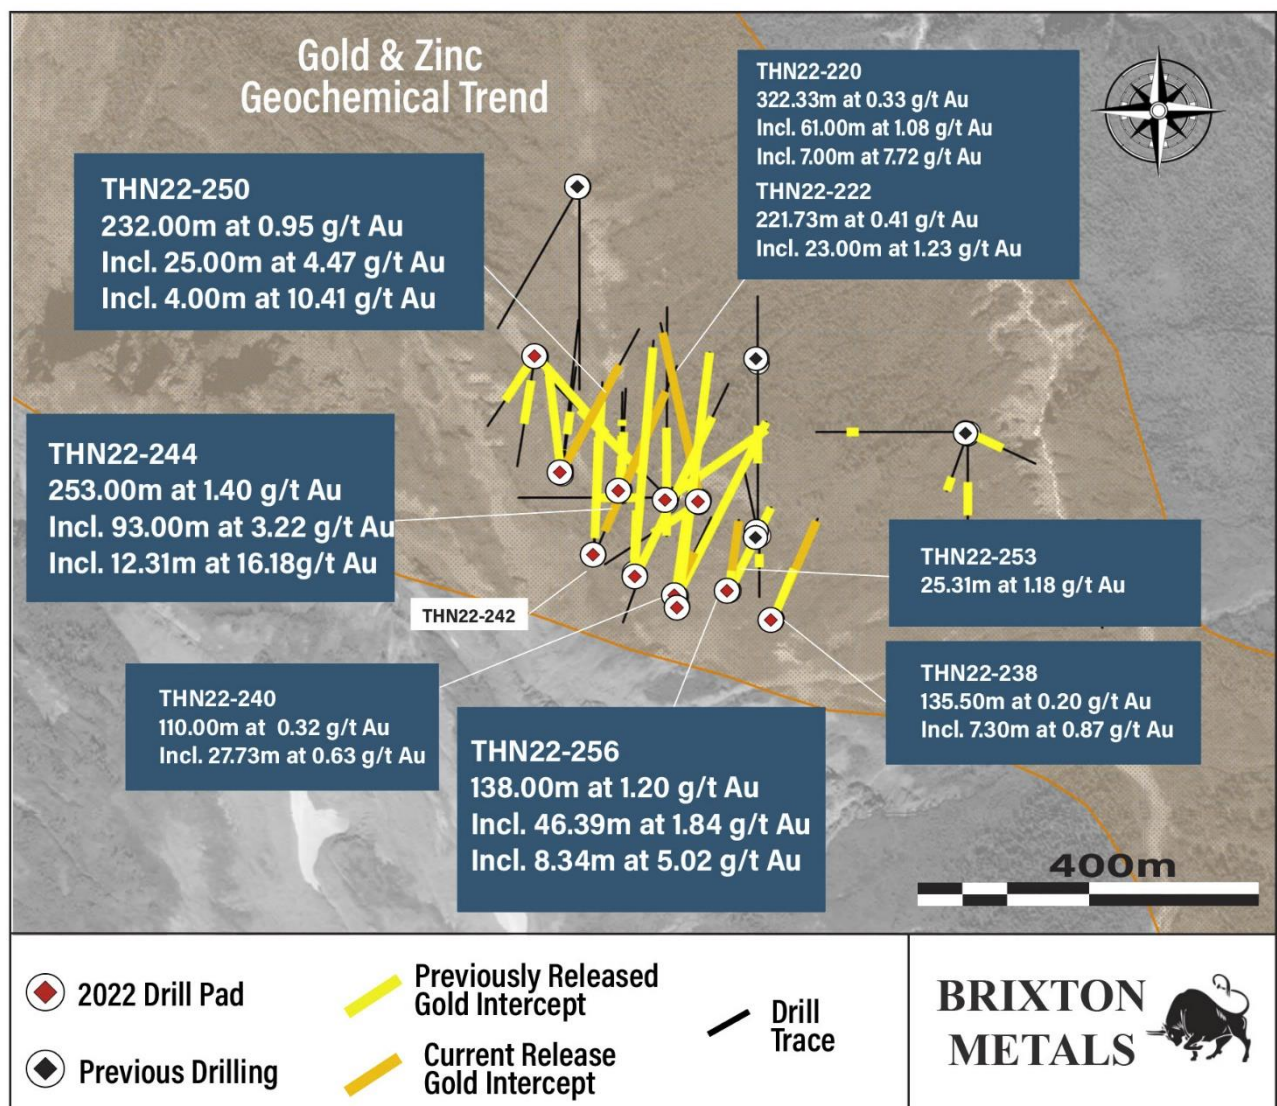 Gold & Zinc
Geochemical Trend
THN22-220
322.33m at 0.33 g/t Au
Incl. 61.00m at 1.08 g/t Au
Incl. 7.00m at 7.72 g/t Au
THN22-222
221.73m at 0.41 g/t Au
Incl. 23.00m at 1.23 g/t Au
THN22-250
232.00m at 0.95 g/t Au
Incl. 25.00m at 4.47 g/t Au
Incl. 4.00m at 10.41 g/t Au
THN22-244
253.00m at 1.40 g/t Au
Incl. 93.00m at 3.22 g/t Au
Incl. 12.31m at 16.18g/t Au
THN22-253
25.31m at 1.18 g/t Au
THN22-242
THN22-238
135.50m at 0.20 g/t Au
Incl. 7.30m at 0.87 g/t Au
THN22-240
110.00m at 0.32 g/t Au
Incl. 27.73m at 0.63 g/t Au
THN22-256
138.00m at 1.20 g/t Au
Incl. 46.39m at 1.84 g/t Au
Incl. 8.34m at 5.02 g/t Au
400m
2022 Drill Pad
Previous Drilling
Previously Released
Gold Intercept
Current Release
Gold Intercept
Drill
Trace
BRIXTON
METALS